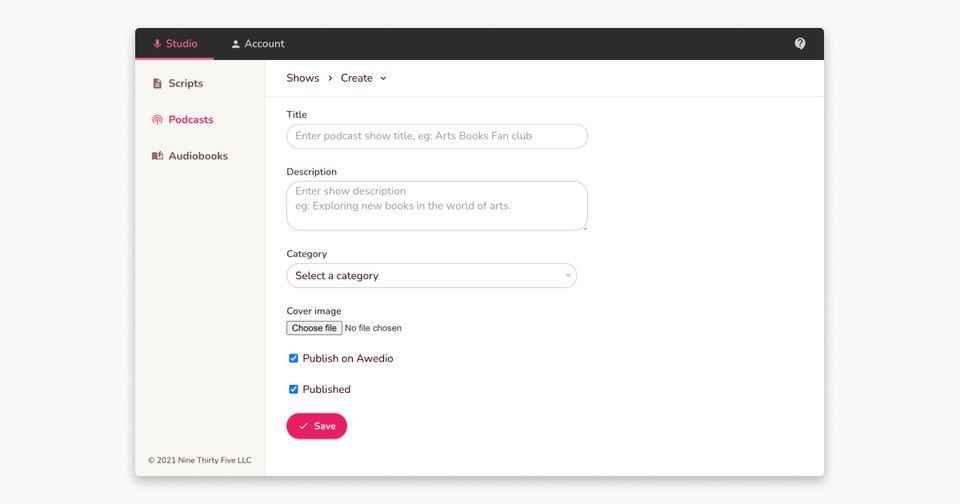 Studio
Account
Scripts
Podcasts
Audiobooks
Shows > Create
Title
Enter podcast show title, eg: Arts Books Fan club
Description
Enter show description
eg: Exploring new books in the world of arts.
Category
Select a category
Cover image
Choose file No file chosen
Publish on Awedio
Published
Save
© 2021 Nine Thirty Five LLC